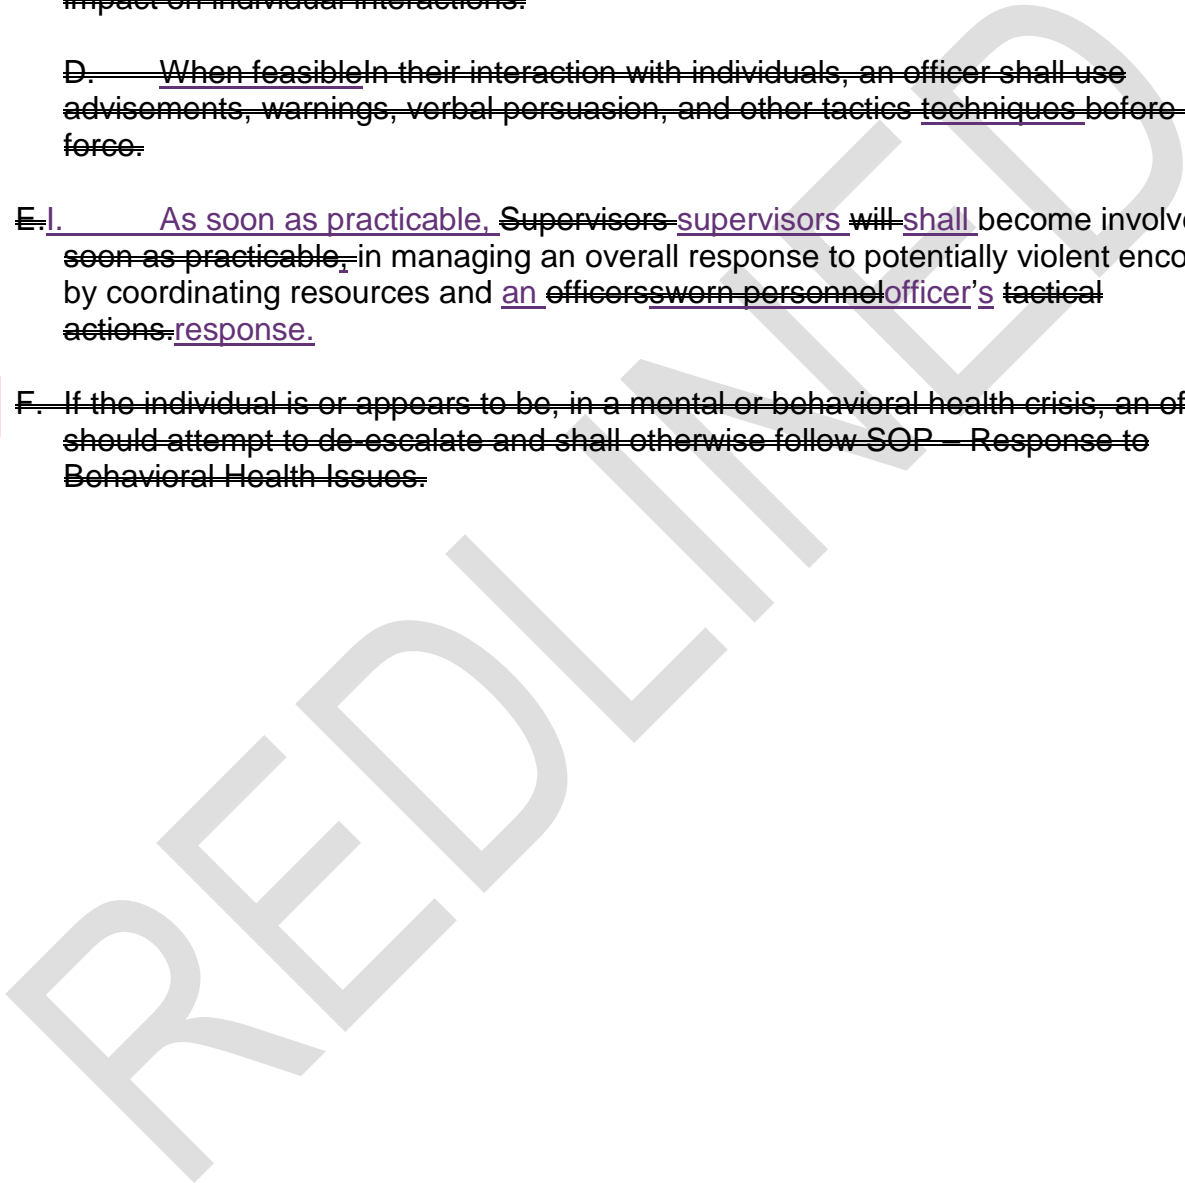 impact on individual interactions.
D. When feasibleIn their interaction with individuals, an officer shall use
advisements, warnings, verbal persuasion, and other tactics techniques before
force.
E.I. As soon as practicable, Supervisors supervisors will shall become
soon as practicable, in managing an overall response to potentially violent
by coordinating resources and an officerssworn personnelofficer's tactical
actions.response.
F. If the individual is or appears to be, in a mental or behavioral health crisis, an
should attempt to de-escalate and shall otherwise follow SOP – Response to
Behavioral Health Issues.
REDLINED